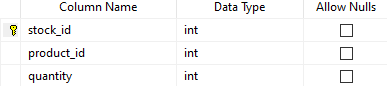 Column Name Data Type Allow Nulls
stock_id int
product_id int
quantity int